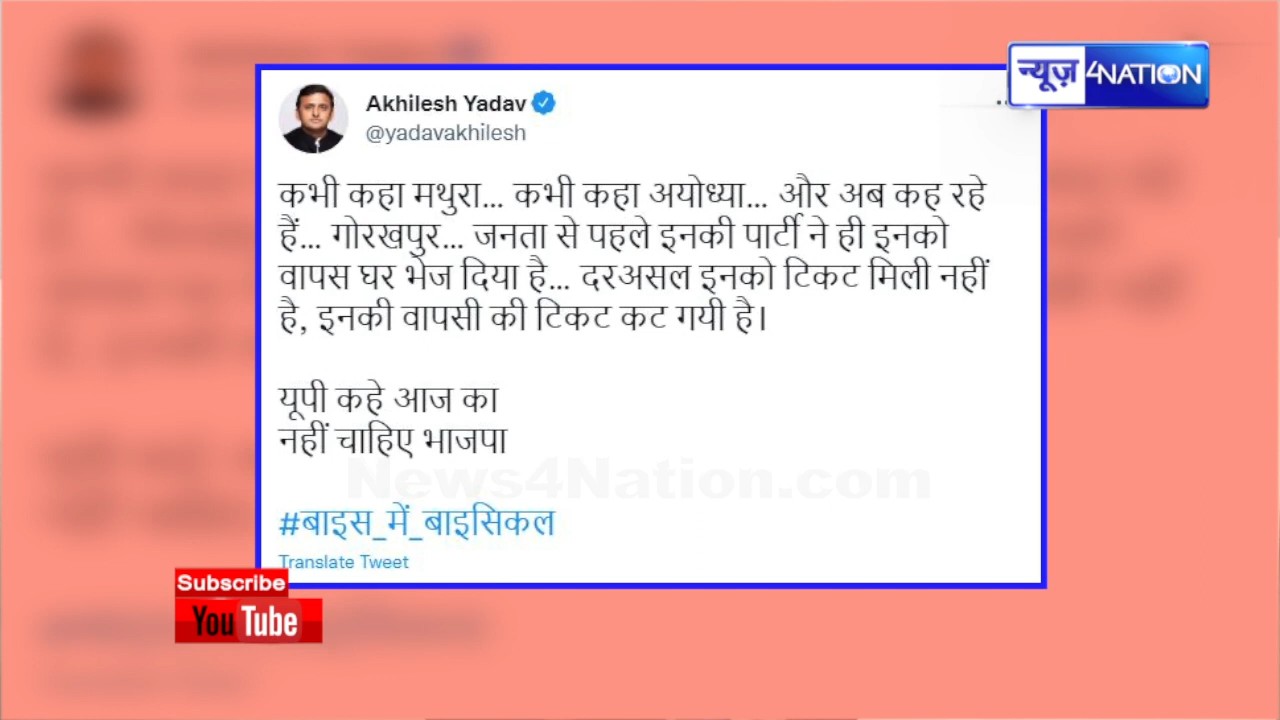 न्यूज़ 4NATION
Akhilesh Yadav
@yadavakhilesh
कभी कहा मथुरा... कभी कहा अयोध्या... और अब कह रहे
हैं... गोरखपुर... जनता से पहले इनकी पार्टी ने ही इनको
वापस घर भेज दिया है... दरअसल इनको टिकट मिली नहीं
है, इनकी वापसी की टिकट कट गयी है।
यूपी कहे आज का
नहीं चाहिए भाजपा
News4Nation.com
#बाइस_में_बाइसिकल
Translate Tweet
Subscribe
YouTube